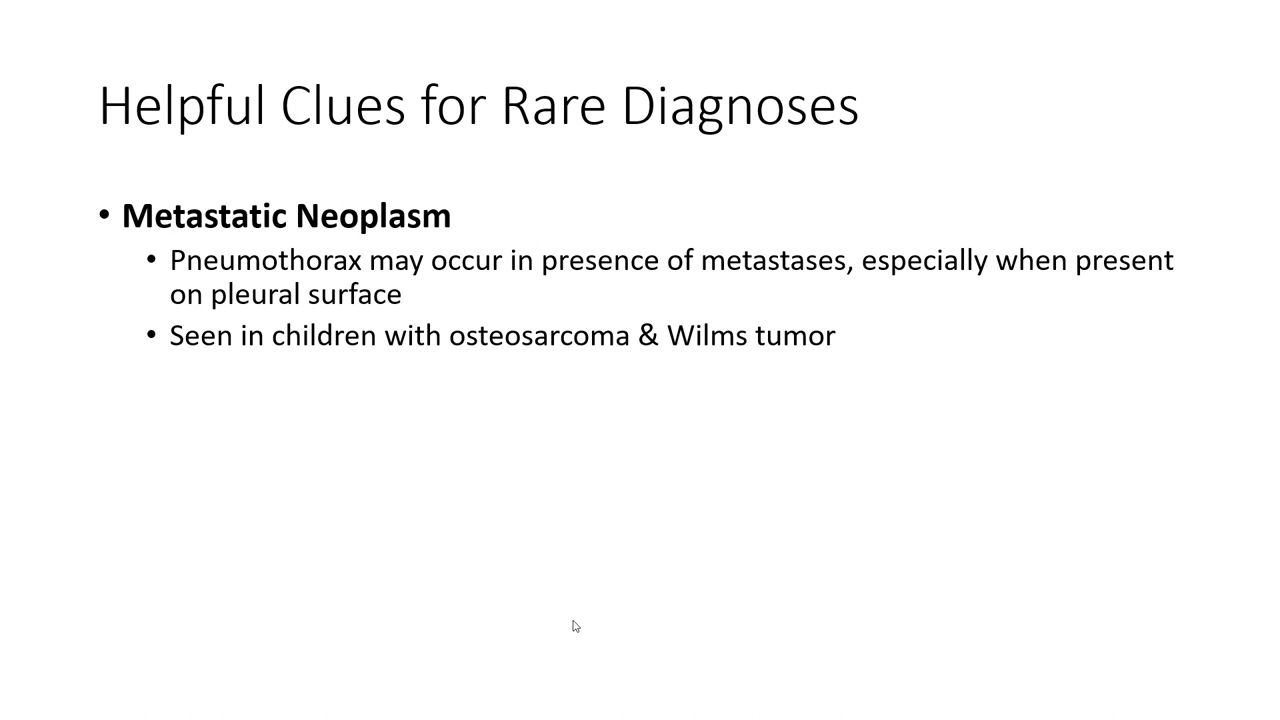 Helpful Clues for Rare Diagnoses
• Metastatic Neoplasm
• Pneumothorax may occur in presence of metastases, especially when present
on pleural surface
• Seen in children with osteosarcoma & Wilms tumor